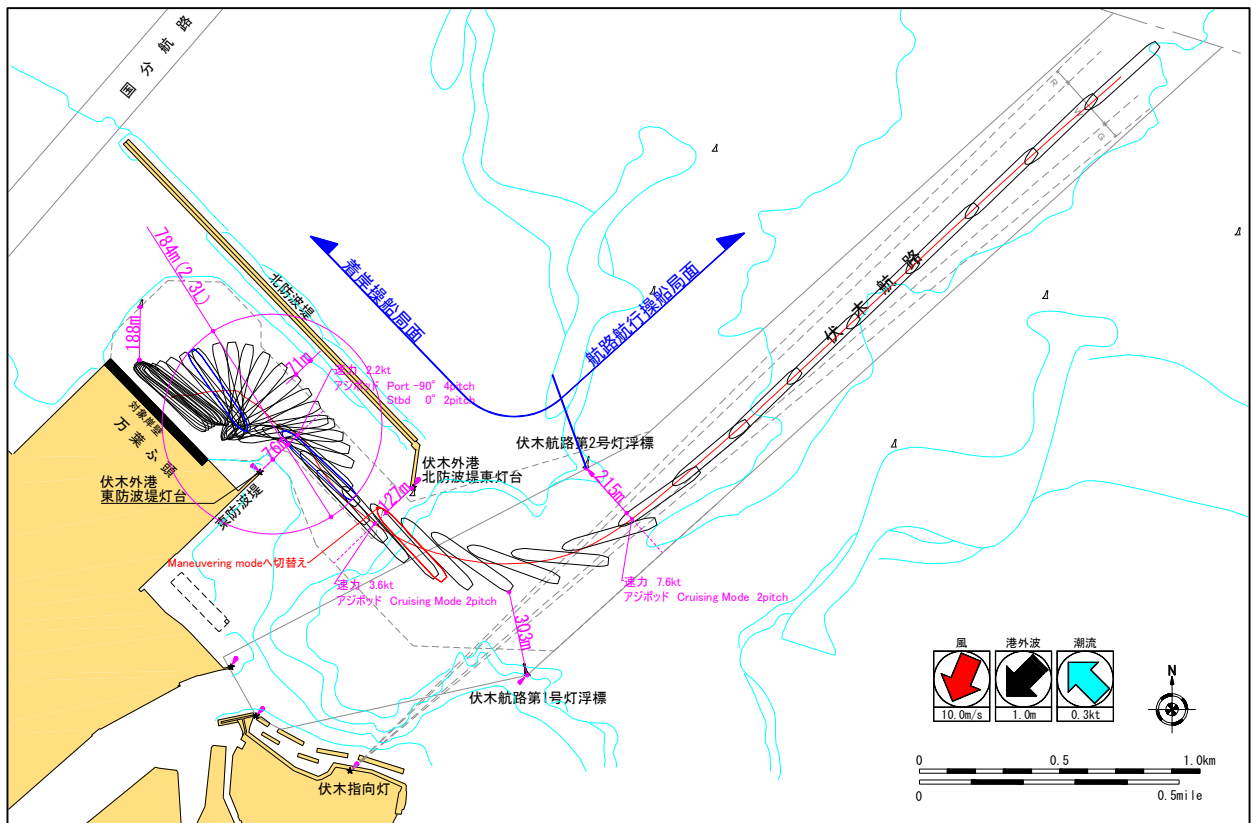 国分航路
784m(2.3L)
188m
北防波堤
71m
着岸操船局面
航路航行操船局面
伏木航路
R
G
速力 2.2kt
アジポッド Port -90° 4pitch
Stbd 0° 2pitch
対象岸壁
万葉ふ頭
伏木外港
東防波堤灯台
東防波堤
76m
127m
伏木外港
北防波堤東灯台
伏木航路第2号灯浮標
215m
Maneuvering modeへ切替え
速力 3.6kt
アジポッド Cruising Mode 2pitch
速力 7.6kt
アジポッド Cruising Mode 2pitch
303m
伏木航路第1号灯浮標
伏木指向灯
風
港外波
潮流
10.0m/s
1.0m
0.3kt
N
0
0.5
1.0km
0
0.5mile